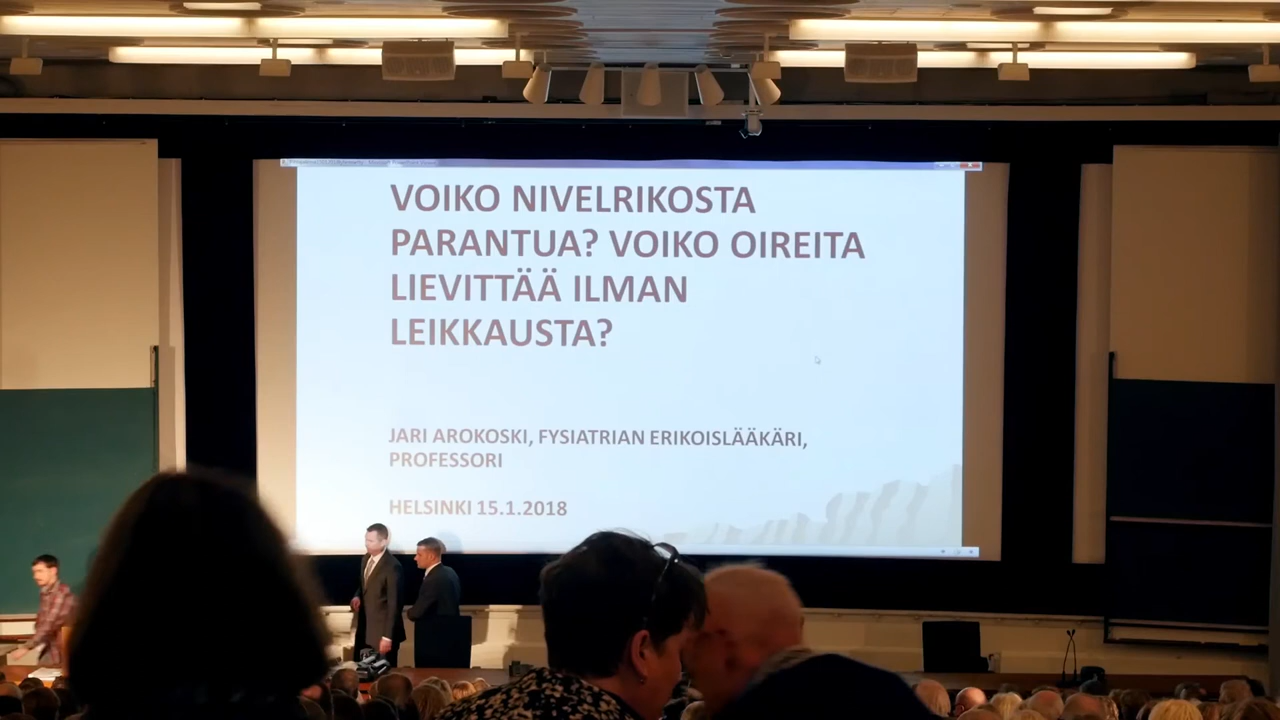 VOIKO NIVELRIKOSTA
PARANTUA? VOIKO OIREITA
LIEVITTÄÄ ILMAN
LEIKKAUSTA?
JARI AROKOSKI, FYSIATRIAN ERIKOISLÄÄKÄRI,
PROFESSORI
HELSINKI 15.1.2018